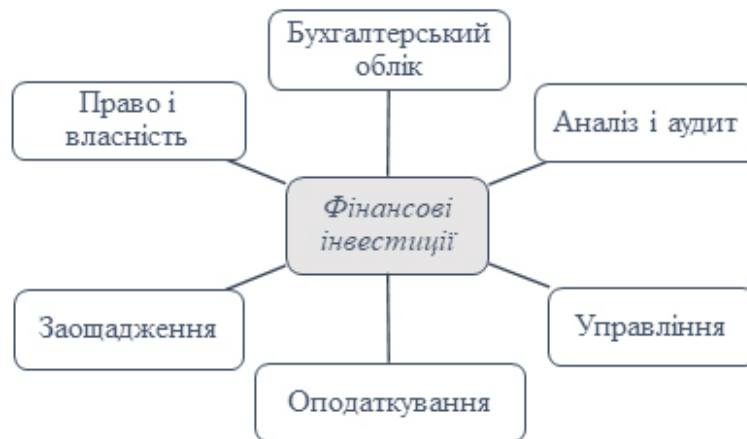 Бухгалтерський
облік
Право і
власність
Аналіз і аудит
Фінансові
інвестиції
Заощадження
Управління
Оподаткування